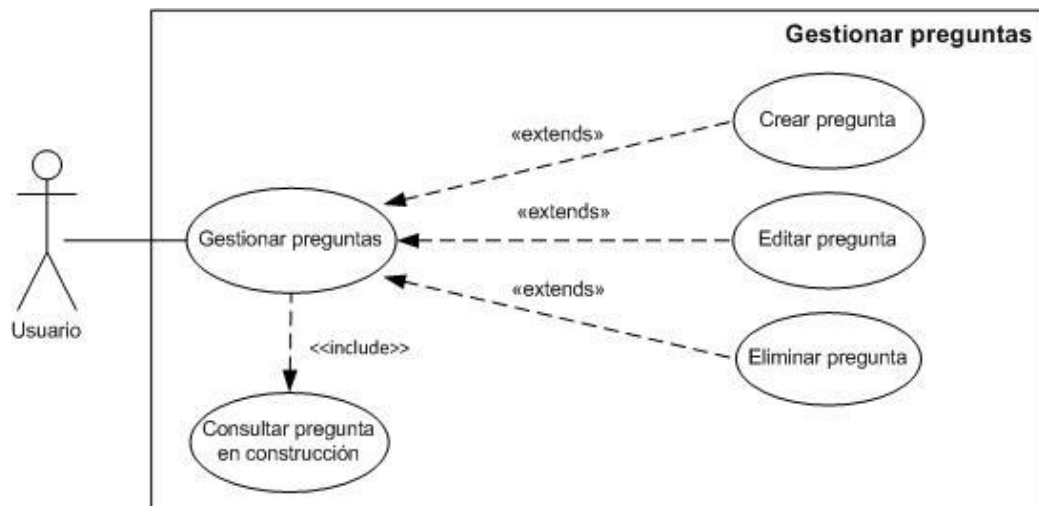 Gestionar preguntas
Crear pregunta
«extends»
«extends»
Gestionar preguntas
Editar pregunta
«extends»
Usuario
<<include>>
Eliminar pregunta
Consultar pregunta
en construcción